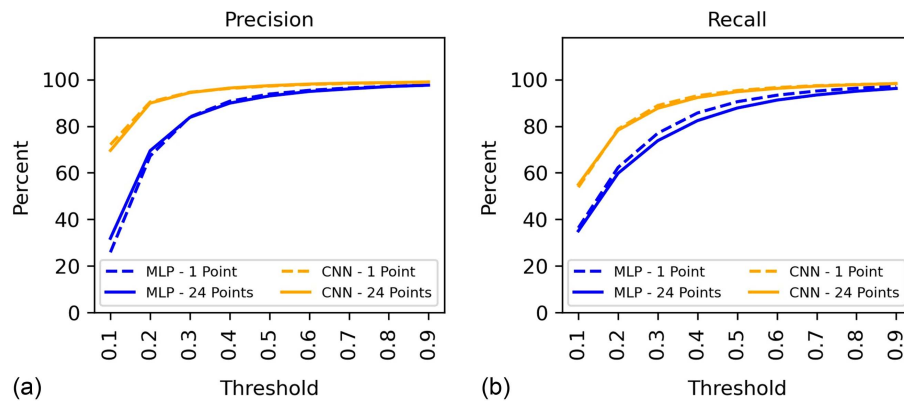 Precision
Percent
100
80
60
40
20
0
MLP - 1 Point
MLP - 24 Points
CNN - 1 Point
CNN - 24 Points
0.1
0.2
0.3
0.4
0.5
0.6
0.7
0.8
0.9
Threshold
(a)
Recall
Percent
100
80
60
40
20
0
MLP - 1 Point
MLP - 24 Points
CNN - 1 Point
CNN - 24 Points
0.1
0.2
0.3
0.4
0.5
0.6
0.7
0.8
0.9
Threshold
(b)